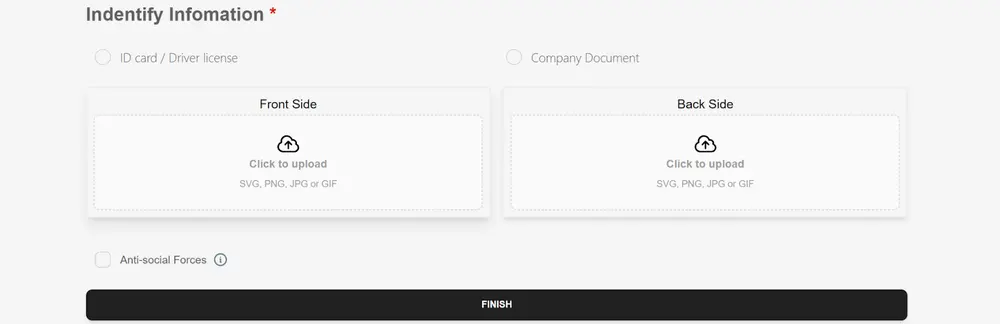 Indentify Infomation *
ID card / Driver license
Company Document
Front Side
Click to upload
SVG, PNG, JPG or GIF
Back Side
Click to upload
SVG, PNG, JPG or GIF
Anti-social Forces
FINISH